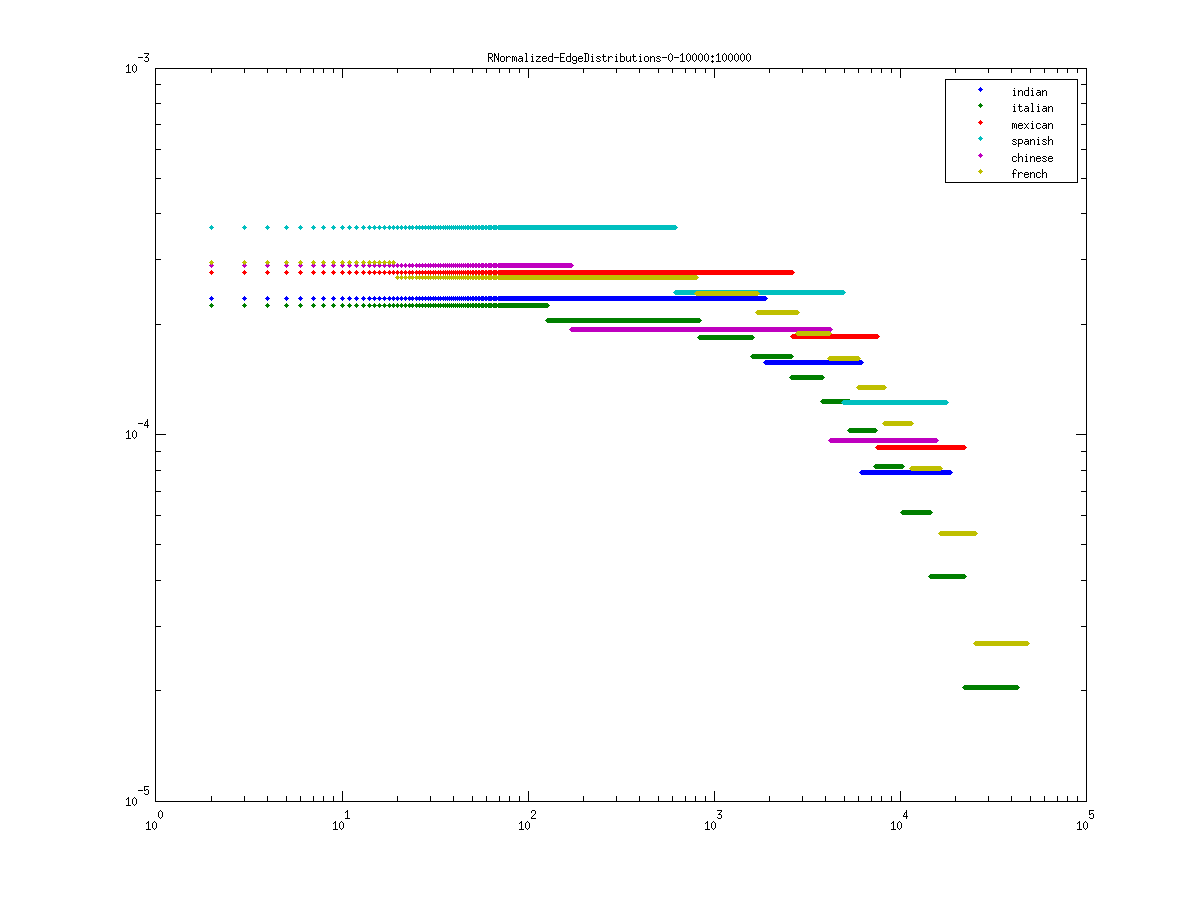 RNormalized-EdgeDistributions-0-10000:100000
10^-3
indian
italian
mexican
spanish
chinese
french
10^-4
10^-5
10^0 10^1 10^2 10^3 10^4 10^5